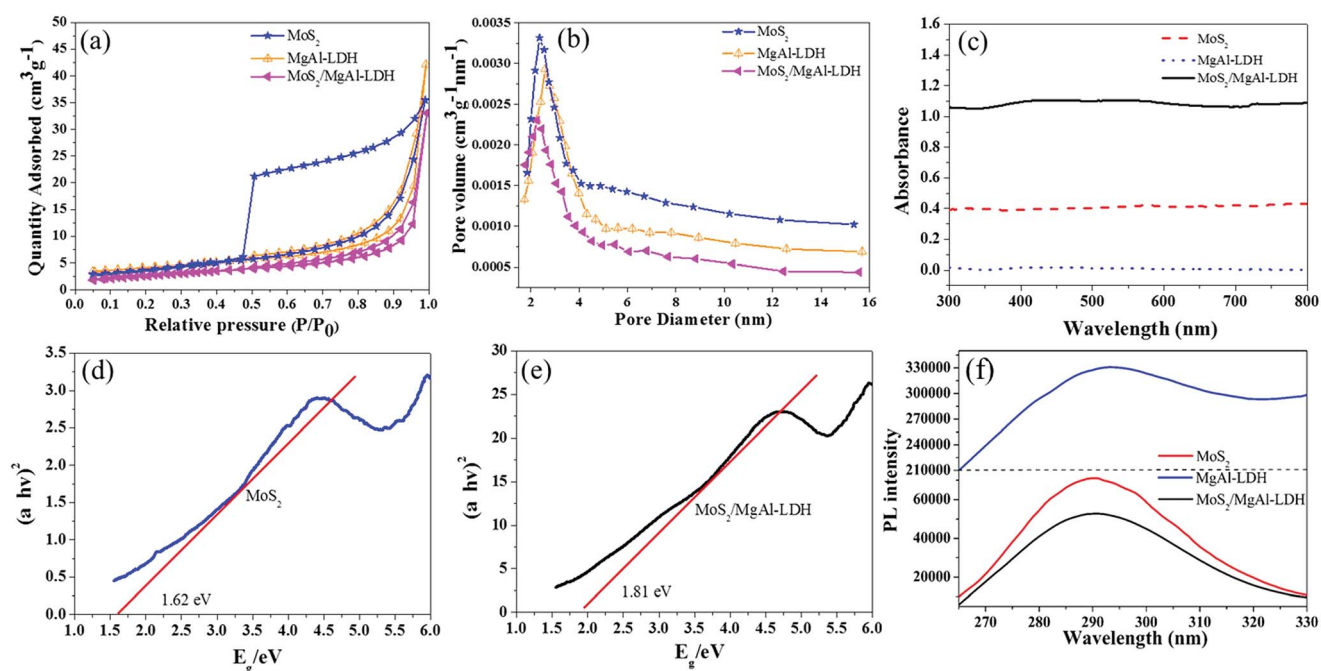 (a)
MoS2
MgAl-LDH
MoS2/MgAl-LDH
Quantity Adsorbed (cm3g-1)
50
45
40
35
30
25
20
15
10
5
0
0.0 0.1 0.2 0.3 0.4 0.5 0.6 0.7 0.8 0.9 1.0
Relative pressure (P/P0)
(b)
MoS2
MgAl-LDH
MoS2/MgAl-LDH
Pore volume (cm3g-1nm-1)
0.0035
0.0030
0.0025
0.0020
0.0015
0.0010
0.0005
2 4 6 8 10 12 14 16
Pore Diameter (nm)
(c)
MoS2
MgAl-LDH
MoS2/MgAl-LDH
Absorbance
1.6
1.4
1.2
1.0
0.8
0.6
0.4
0.2
0.0
300 400 500 600 700 800
Wavelength (nm)
(d)
(a hν)2
3.5
3.0
2.5
2.0
1.5
1.0
0.5
0.0
MoS2
1.62 eV
1.0 1.5 2.0 2.5 3.0 3.5 4.0 4.5 5.0 5.5 6.0
Eg/eV
(e)
(a hν)2
30
25
20
15
10
5
0
MoS2/MgAl-LDH
1.81 eV
1.0 1.5 2.0 2.5 3.0 3.5 4.0 4.5 5.0 5.5 6.0
Eg/eV
(f)
PL intensity
370000
330000
300000
270000
240000
210000
60000
40000
20000
MoS2
MgAl-LDH
MoS2/MgAl-LDH
270 280 290 300 310 320 330
Wavelength (nm)